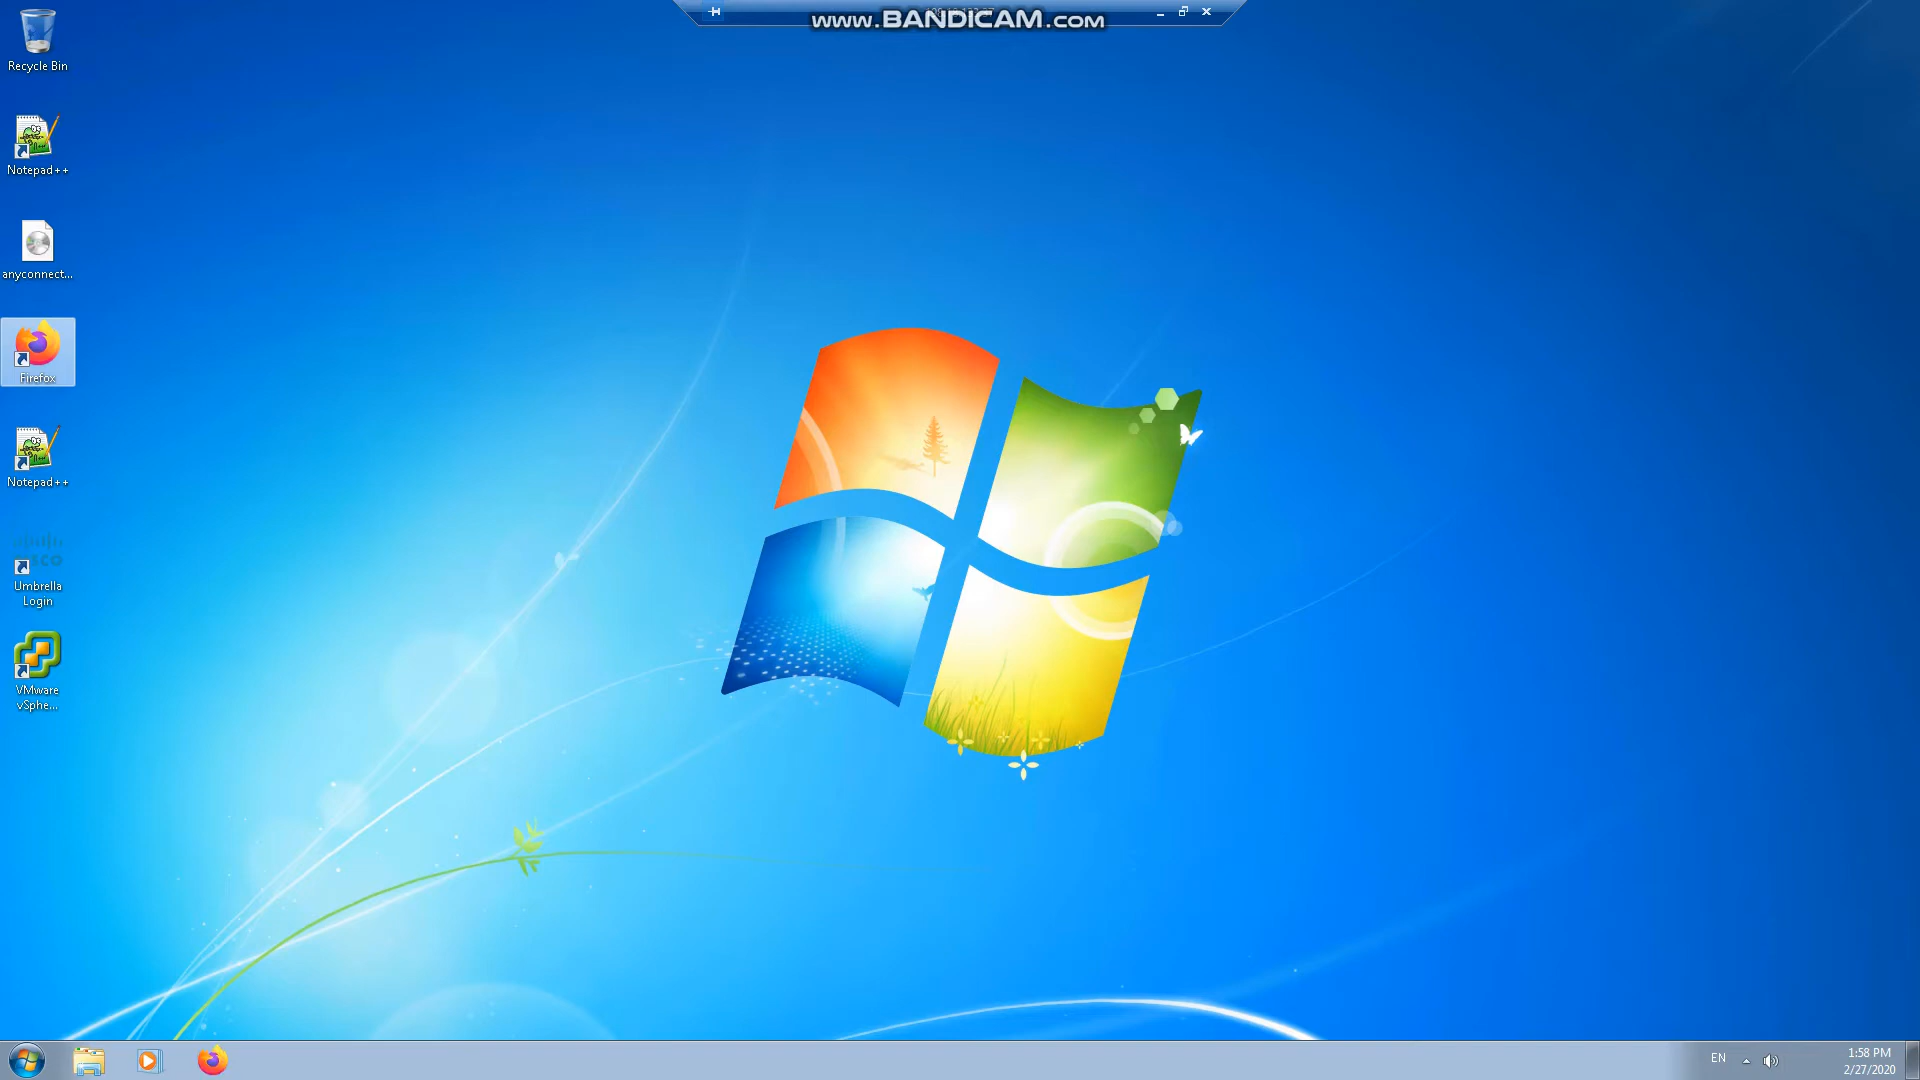 www.BANDICAM.com
Recycle Bin
Notepad++
anyconnect...
Firefox
Notepad++
CISCO
Umbrella
Login
VMware
vSphe...
EN
1:58 PM
2/27/2020